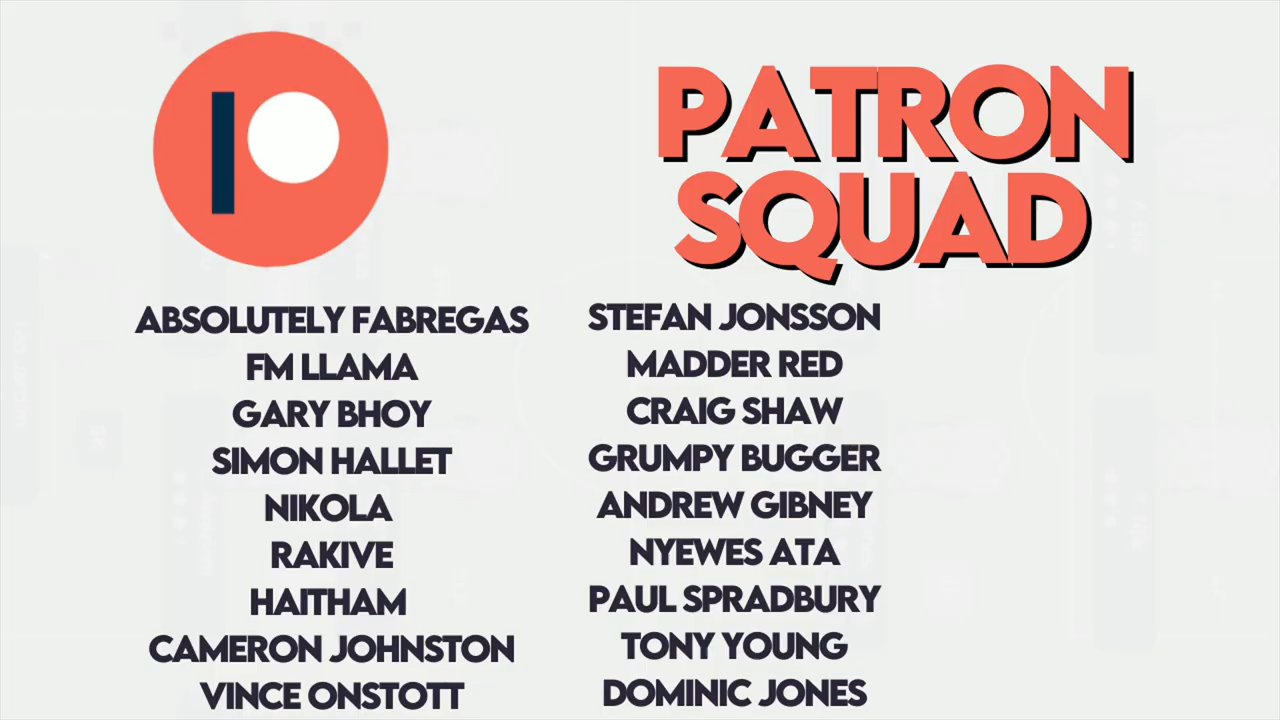 PATRON
SQUAD
ABSOLUTELY FABREGAS
FM LLAMA
GARY BHOY
SIMON HALLET
NIKOLA
RAKIVE
HAITHAM
CAMERON JOHNSTON
VINCE ONSTOTT
STEFAN JONSSON
MADDER RED
CRAIG SHAW
GRUMPY BUGGER
ANDREW GIBNEY
NYEWES ATA
PAUL SPRADBURY
TONY YOUNG
DOMINIC JONES